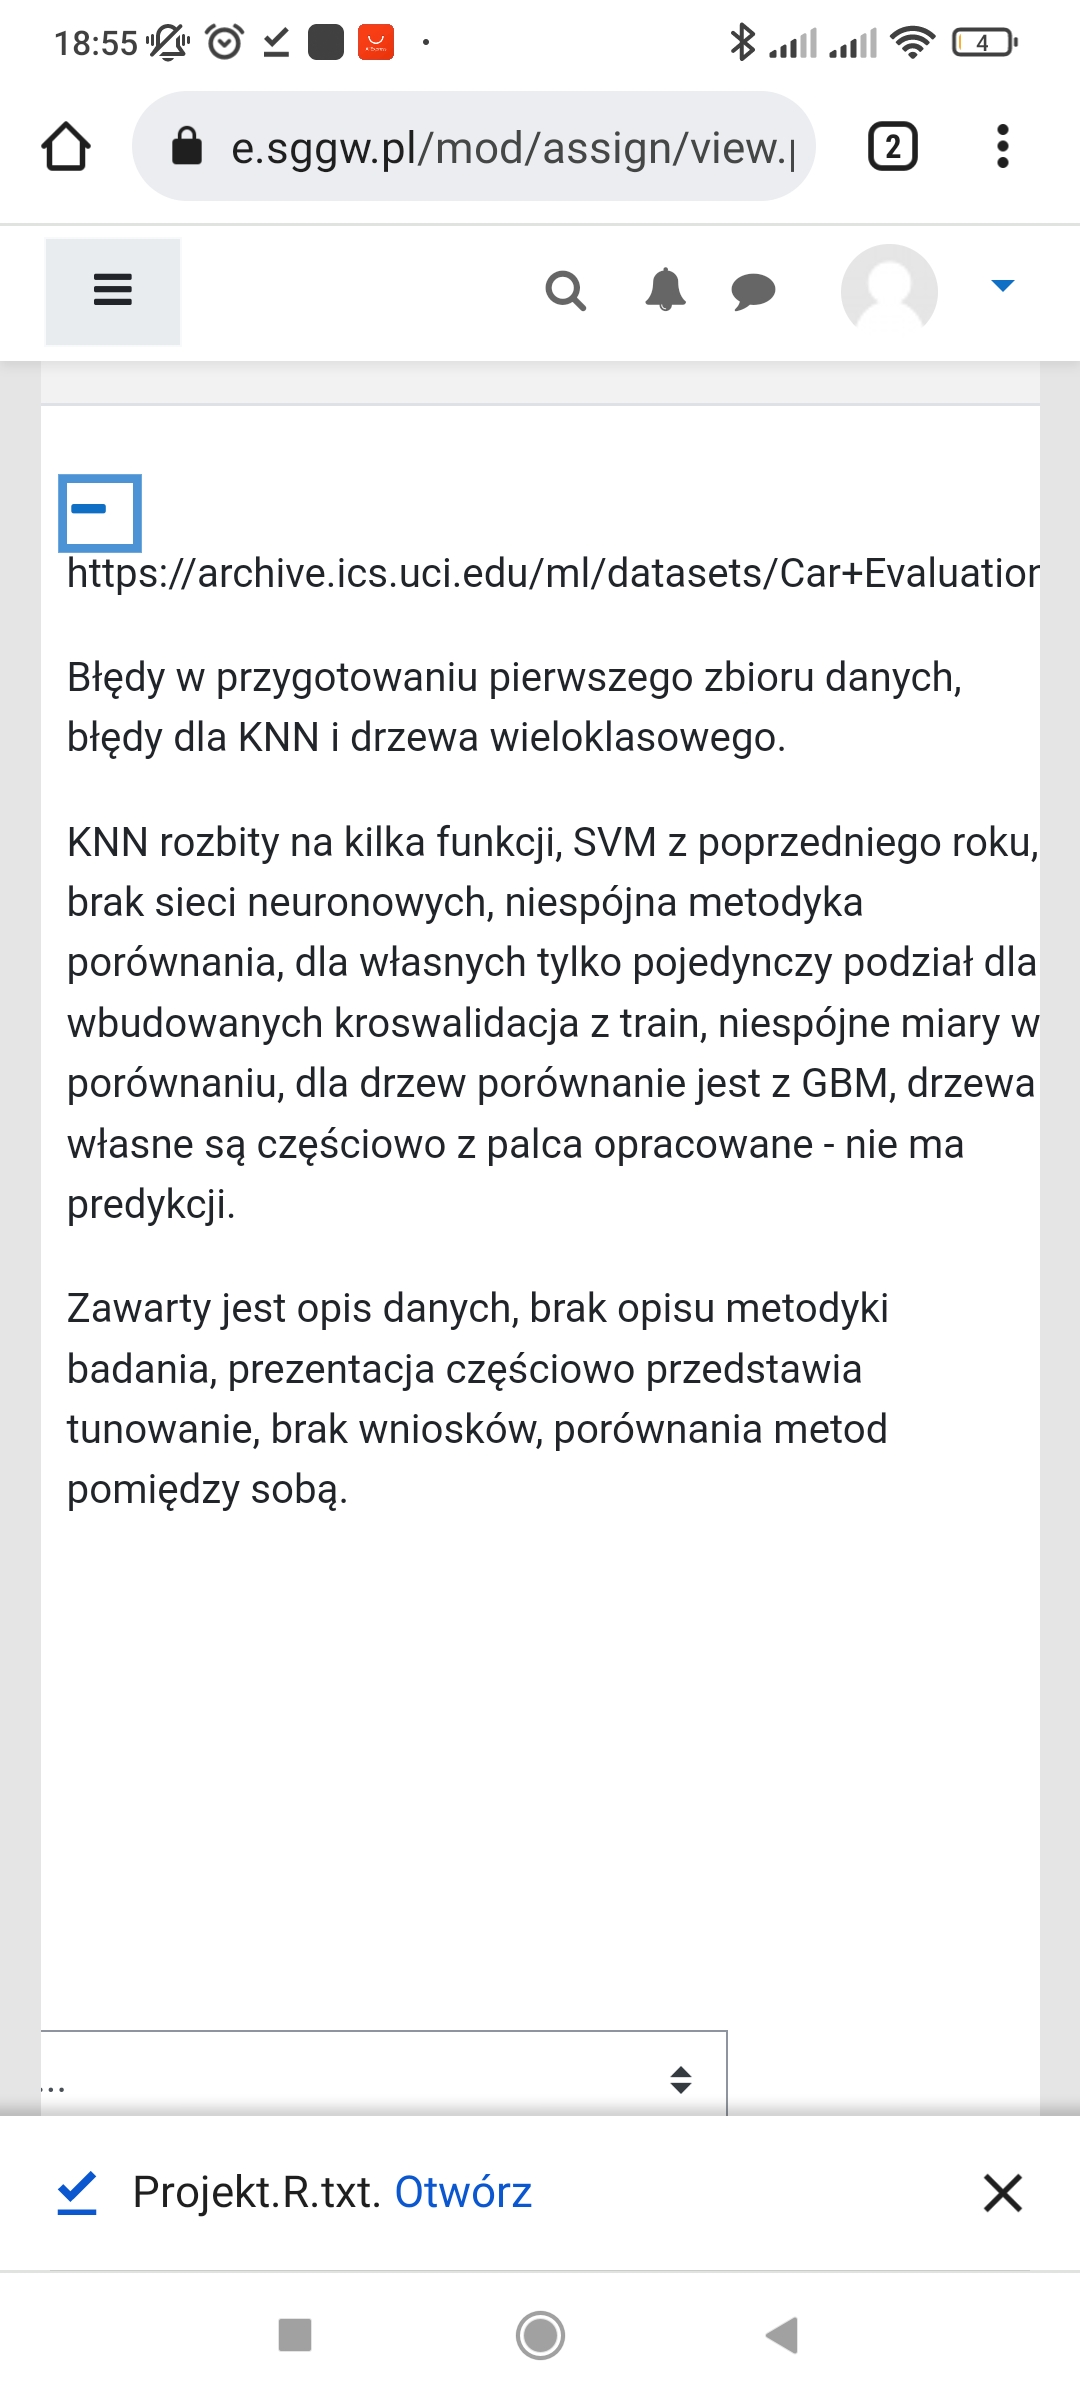 18:55
4
e.sggw.pl/mod/assign/view.
2
https://archive.ics.uci.edu/ml/datasets/Car+Evaluation
Błędy w przygotowaniu pierwszego zbioru danych,
błędy dla KNN i drzewa wieloklasowego.
KNN rozbity na kilka funkcji, SVM z poprzedniego roku,
brak sieci neuronowych, niespójna metodyka
porównania, dla własnych tylko pojedynczy podział dla
wbudowanych kroswalidacja z train, niespójne miary w
porównaniu, dla drzew porównanie jest z GBM, drzewa
własne są częściowo z palca opracowane - nie ma
predykcji.
Zawarty jest opis danych, brak opisu metodyki
badania, prezentacja częściowo przedstawia
tunowanie, brak wniosków, porównania metod
pomiędzy sobą.
...
Projekt.R.txt. Otwórz